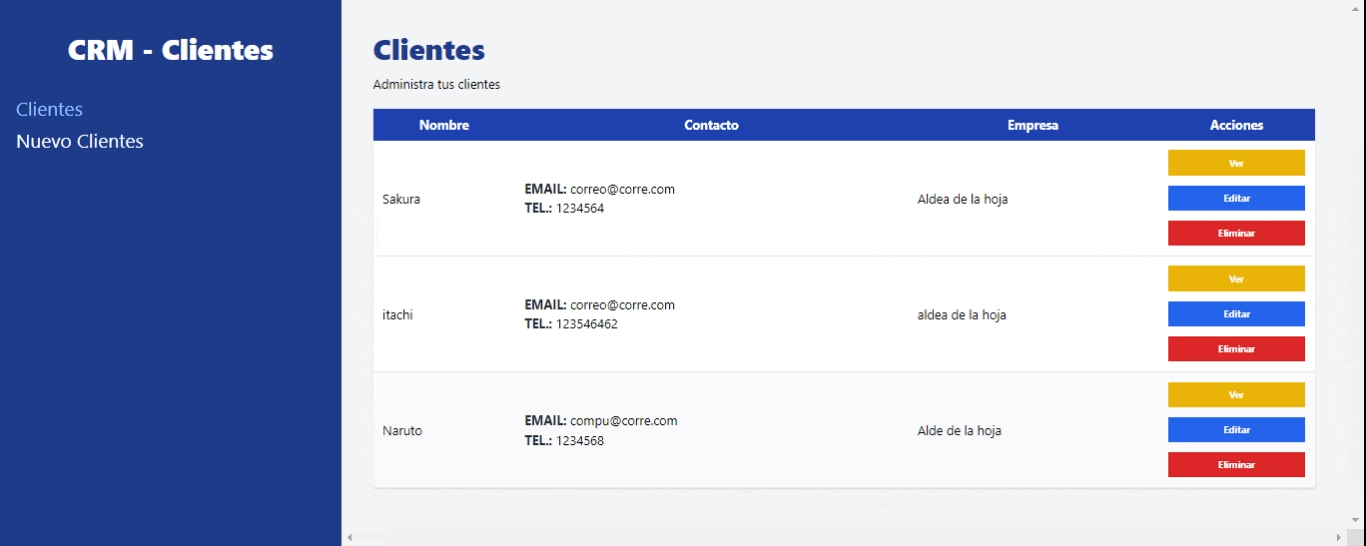 CRM - Clientes
Clientes
Nuevo Clientes
Clientes
Administra tus clientes
Nombre Contacto Empresa Acciones
Sakura
EMAIL: correo@corre.com
TEL.: 1234564
Aldea de la hoja
Ver
Editar
Eliminar
itachi
EMAIL: correo@corre.com
TEL.: 123546462
aldea de la hoja
Ver
Editar
Eliminar
Naruto
EMAIL: compu@corre.com
TEL.: 1234568
Alde de la hoja
Ver
Editar
Eliminar